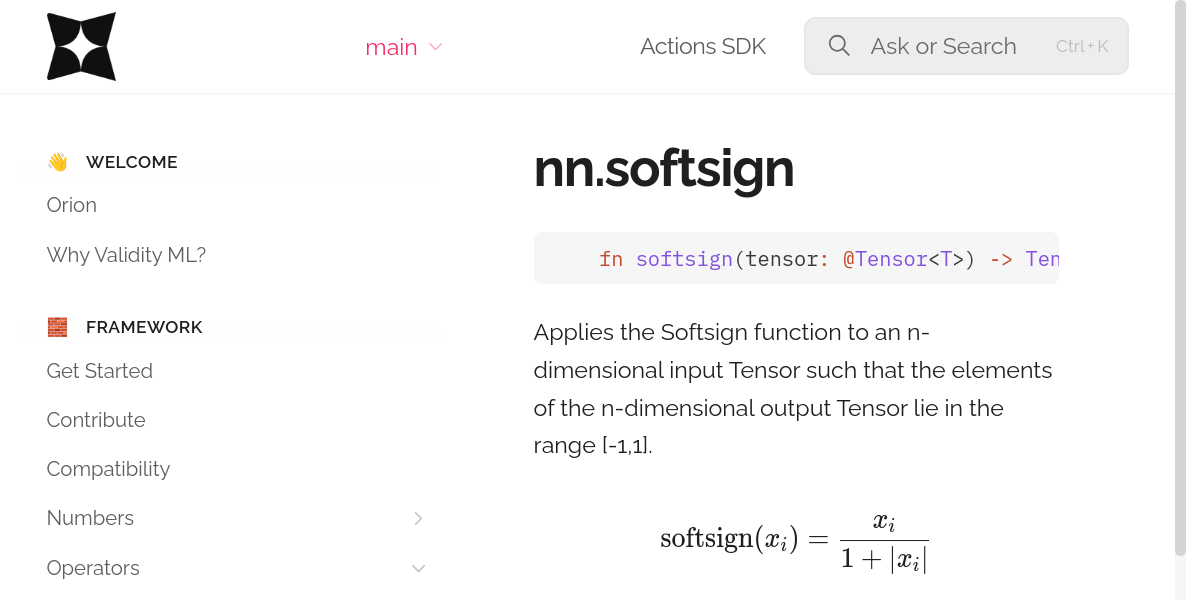 main
Actions SDK
Ask or Search
Ctrl + K
👋 WELCOME
Orion
Why Validity ML?
🧱 FRAMEWORK
Get Started
Contribute
Compatibility
Numbers
Operators
nn.softsign
fn softsign(tensor: @Tensor<T>) -> Ten
Applies the Softsign function to an n-
dimensional input Tensor such that the elements
of the n-dimensional output Tensor lie in the
range [-1,1].
softsign(x_i) = x_i / (1 + |x_i|)